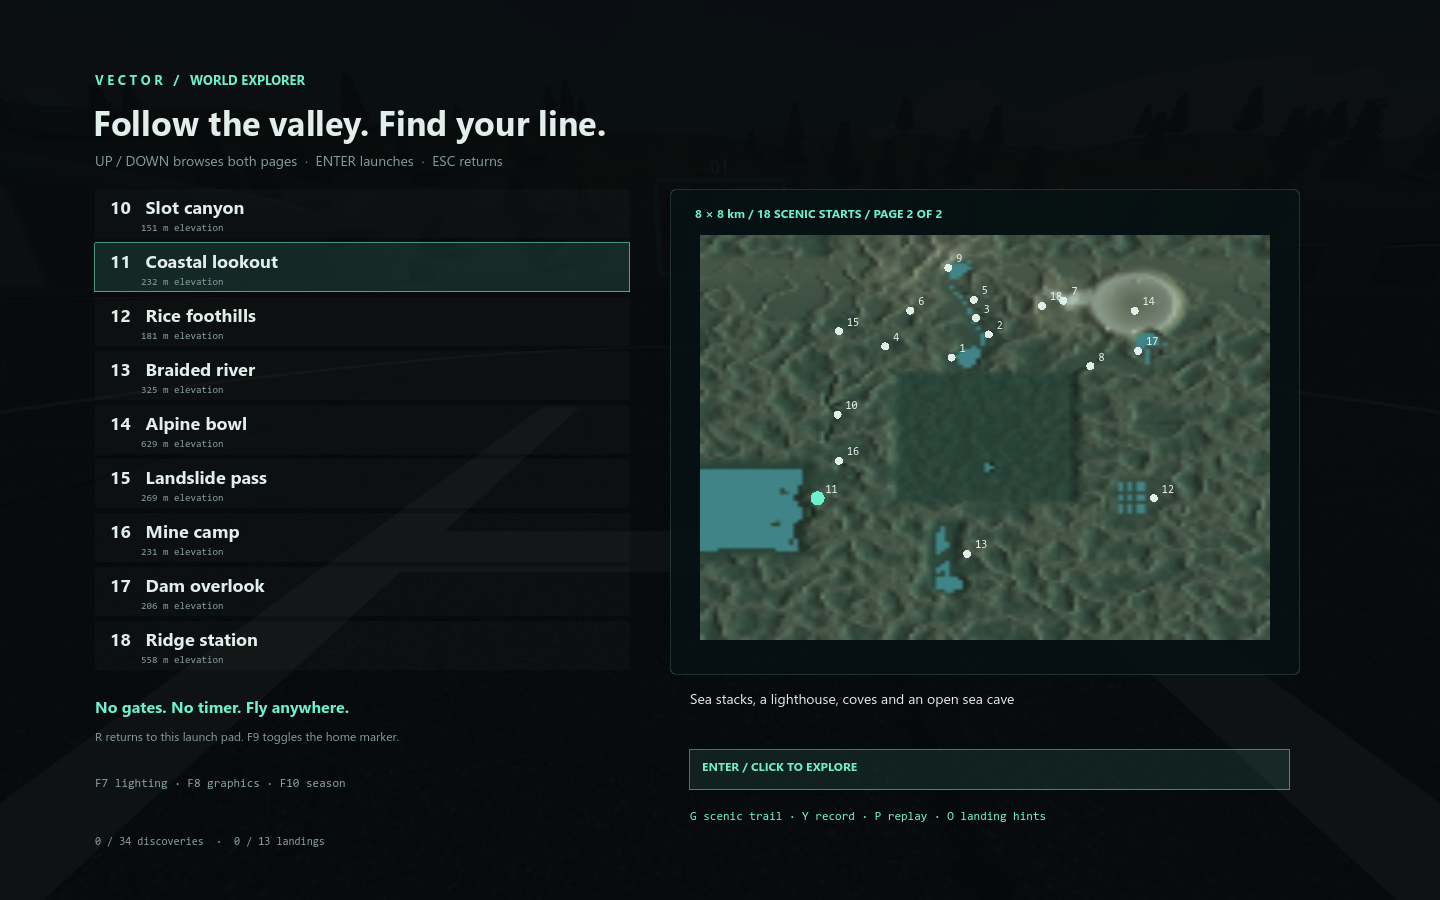 VECTOR / WORLD EXPLORER
Follow the valley. Find your line.
UP / DOWN browses both pages · ENTER launches · ESC returns
10 Slot canyon
151 m elevation
11 Coastal lookout
232 m elevation
12 Rice foothills
181 m elevation
13 Braided river
325 m elevation
14 Alpine bowl
629 m elevation
15 Landslide pass
269 m elevation
16 Mine camp
231 m elevation
17 Dam overlook
206 m elevation
18 Ridge station
558 m elevation
No gates. No timer. Fly anywhere.
R returns to this launch pad. F9 toggles the home marker.
F7 lighting · F8 graphics · F10 season
0 / 34 discoveries · 0 / 13 landings
01
8 × 8 km / 18 SCENIC STARTS / PAGE 2 OF 2
9
5
18 7
6
14
3
15
2
4
17
1
8
10
16
11
12
13
Sea stacks, a lighthouse, coves and an open sea cave
ENTER / CLICK TO EXPLORE
G scenic trail · Y record · P replay · O landing hints